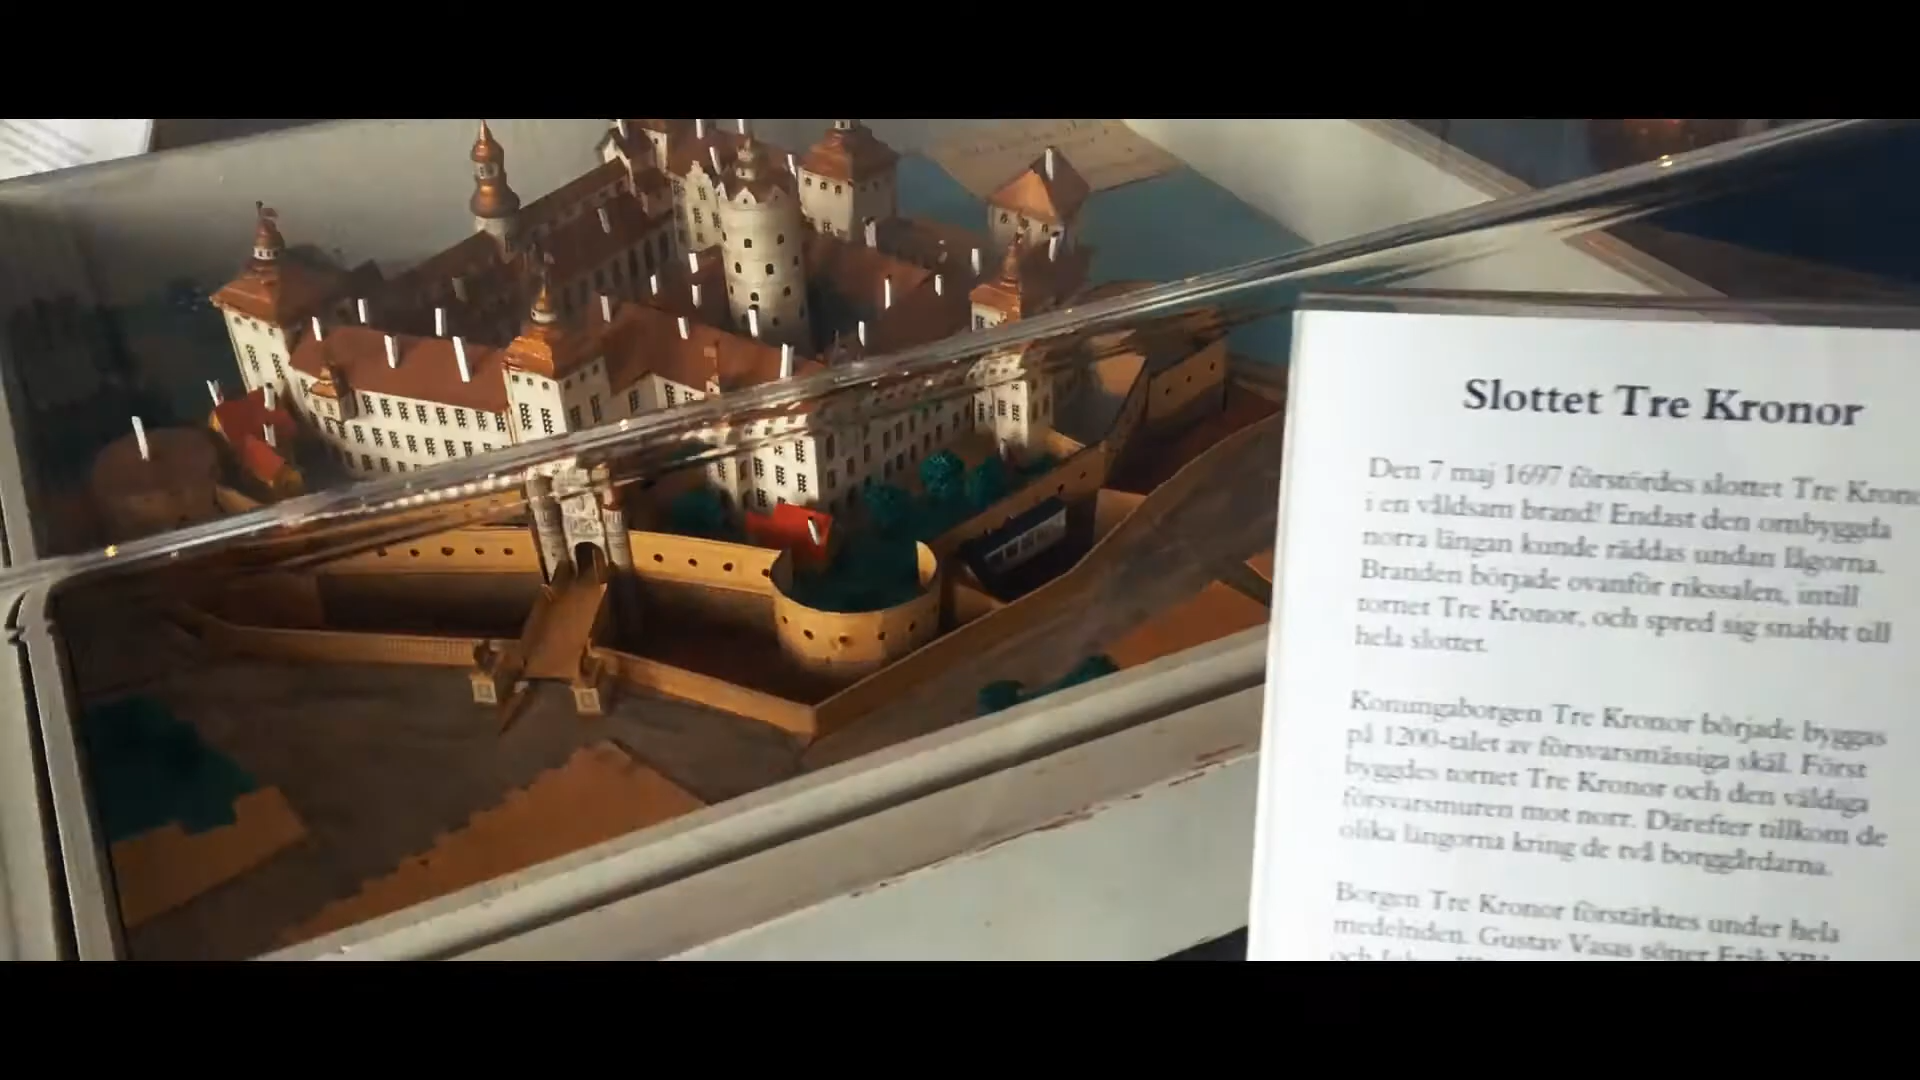 Slottet Tre Kronor
Den 7 maj 1697 förstördes slottet Tre Krono
i en våldsam brand! Endast den ombyggda
norra längan kunde räddas undan lågorna.
Branden började ovanför rikssalen, intill
tornet Tre Kronor, och spred sig snabbt till
hela slottet.
Konungaborgen Tre Kronor började byggas
på 1200-talet av försvarsmässiga skäl. Först
byggdes tornet Tre Kronor och den väldiga
försvarsmuren mot norr. Därefter tillkom de
olika längorna kring de två borggårdarna.
Borgen Tre Kronor förstärktes under hela
medeltiden. Gustav Vasas söner Erik XIV
och